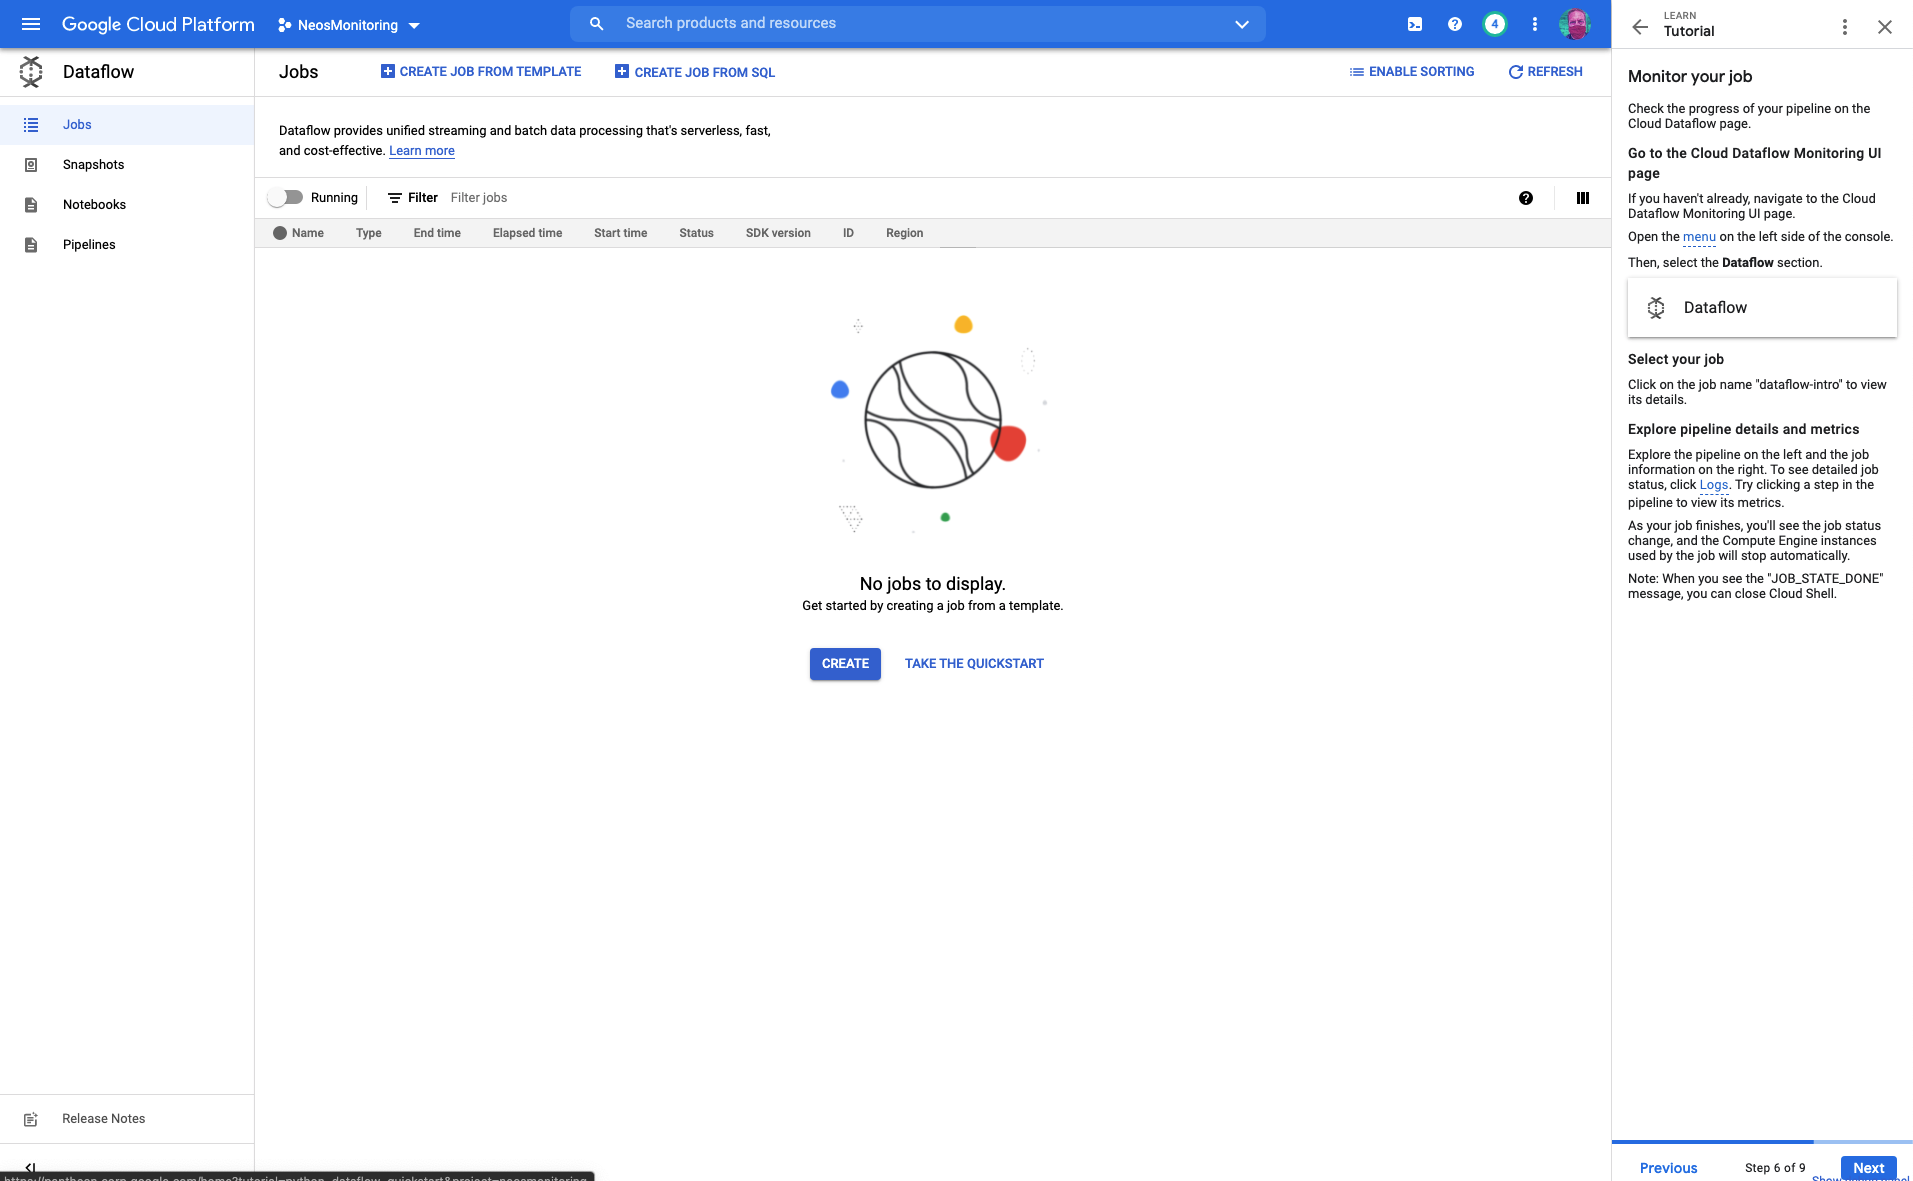 Google Cloud Platform
NeosMonitoring
Search products and resources
4
LEARN
Tutorial
Dataflow
Jobs
CREATE JOB FROM TEMPLATE
CREATE JOB FROM SQL
ENABLE SORTING
REFRESH
Jobs
Snapshots
Notebooks
Pipelines
Dataflow provides unified streaming and batch data processing that's serverless, fast,
and cost-effective. Learn more
Running
Filter
Filter jobs
Name Type End time Elapsed time Start time Status SDK version ID Region
No jobs to display.
Get started by creating a job from a template.
CREATE
TAKE THE QUICKSTART
Monitor your job
Check the progress of your pipeline on the
Cloud Dataflow page.
Go to the Cloud Dataflow Monitoring UI
page
If you haven't already, navigate to the Cloud
Dataflow Monitoring UI page.
Open the menu on the left side of the console.
Then, select the Dataflow section.
Dataflow
Select your job
Click on the job name "dataflow-intro" to view
its details.
Explore pipeline details and metrics
Explore the pipeline on the left and the job
information on the right. To see detailed job
status, click Logs. Try clicking a step in the
pipeline to view its metrics.
As your job finishes, you'll see the job status
change, and the Compute Engine instances
used by the job will stop automatically.
Note: When you see the "JOB_STATE_DONE"
message, you can close Cloud Shell.
Release Notes
Previous
Step 6 of 9
Next